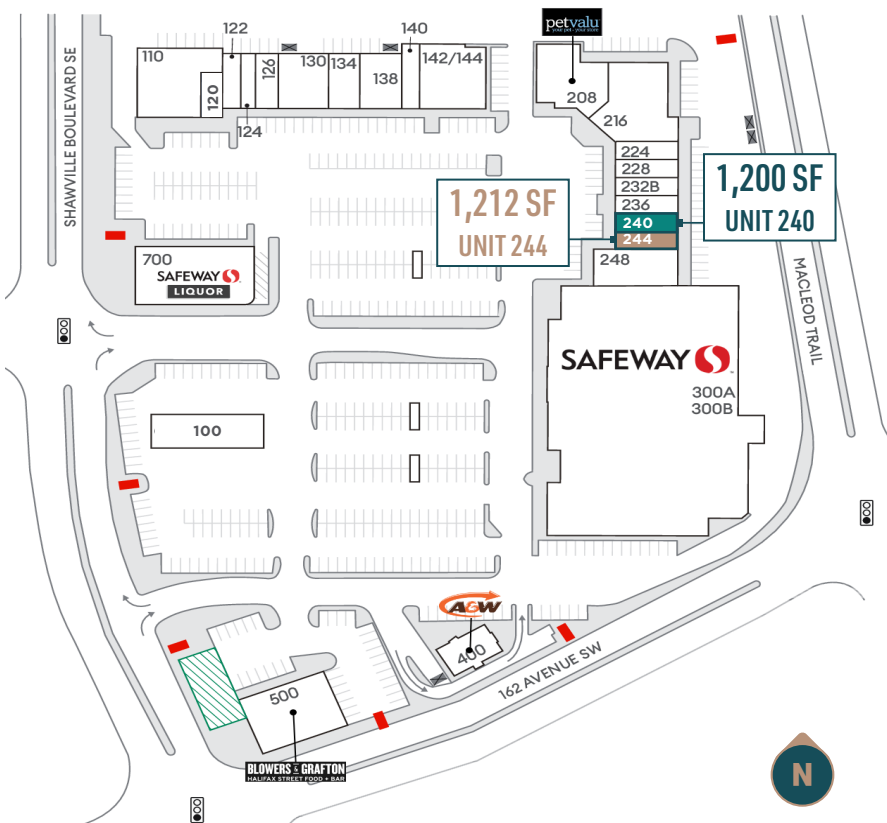 petvalu
your pet · your store
122
140
110
126
130
134
142/144
138
120
124
208
216
224
228
232B
236
240
244
248
1,212 SF
UNIT 244
1,200 SF
UNIT 240
SHAWVILLE BOULEVARD SE
700
SAFEWAY
LIQUOR
MACLEOD TRAIL
SAFEWAY
300A
300B
100
A&W
400
162 AVENUE SW
500
BLOWERS & GRAFTON
HALIFAX STREET FOOD + BAR
N